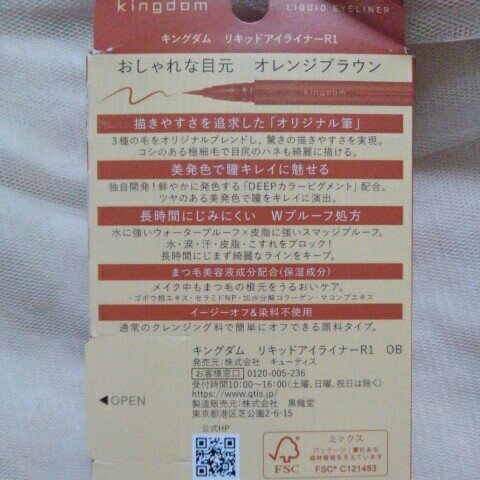 kingdom LIQUID EYELINER
キングダム リキッドアイライナーR1
おしゃれな目元 オレンジブラウン
kingdom
描きやすさを追求した「オリジナル筆」
3種の毛をオリジナルブレンドし、驚きの描きやすさを実現。
コシのある極細毛で目尻のハネも綺麗に描ける。
美発色で瞳キレイに魅せる
独自開発!鮮やかに発色する「DEEPカラーピグメント」配合。
ツヤのある美発色で瞳をキレイに演出。
長時間にじみにくい Wプルーフ処方
水に強いウォータープルーフ×皮脂に強いスマッジプルーフ。
水・涙・汗・皮脂・こすれをブロック!
長時間にじまず綺麗なラインをキープ。
まつ毛美容液成分配合(保湿成分)
メイク中もまつ毛の根元をうるおいケア。
・ゴボウ根エキス・セラミドNP・加水分解コラーゲン・マコンブエキス
イージーオフ&染料不使用
通常のクレンジング料で簡単にオフできる顔料タイプ。
キングダム リキッドアイライナーR1 OB
発売元:株式会社 キューティス
お客様窓口 0120-005-236
受付時間10:00~16:00(土曜、日曜、祝日は除く)
https://www.qtis.jp/
製造販売元:株式会社 黒龍堂
東京都港区芝公園2-6-15
OPEN
公式HP
ミックス
パッケージ|責任ある
森林管理を支えています
FSC
FSC® C121483